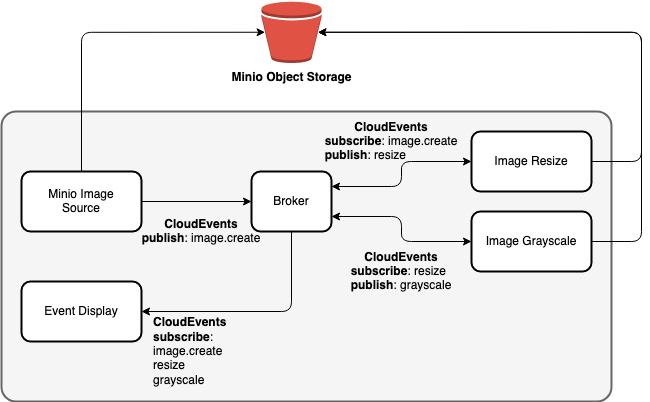 Minio Object Storage
CloudEvents
subscribe: image.create
publish: resize
Image Resize
Minio Image
Source
Broker
CloudEvents
publish: image.create
Image Grayscale
CloudEvents
subscribe: resize
publish: grayscale
Event Display
CloudEvents
subscribe:
image.create
resize
grayscale